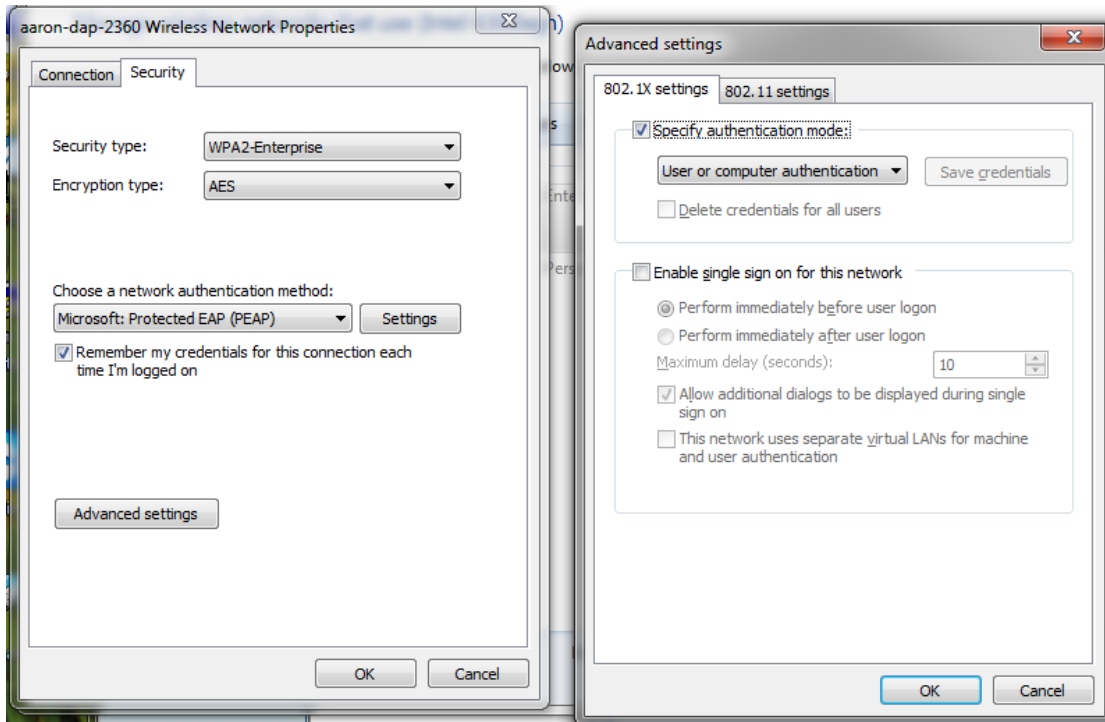 aaron-dap-2360 Wireless Network Properties
Connection
Security
Security type:
WPA2-Enterprise
Encryption type:
AES
Choose a network authentication method:
Microsoft: Protected EAP (PEAP)
Settings
Remember my credentials for this connection each
time I'm logged on
Advanced settings
OK
Cancel
Advanced settings
802.1X settings
802.11 settings
Specify authentication mode:
User or computer authentication
Save credentials
Delete credentials for all users
Enable single sign on for this network
Perform immediately before user logon
Perform immediately after user logon
Maximum delay (seconds):
10
Allow additional dialogs to be displayed during single
sign on
This network uses separate virtual LANs for machine
and user authentication
OK
Cancel